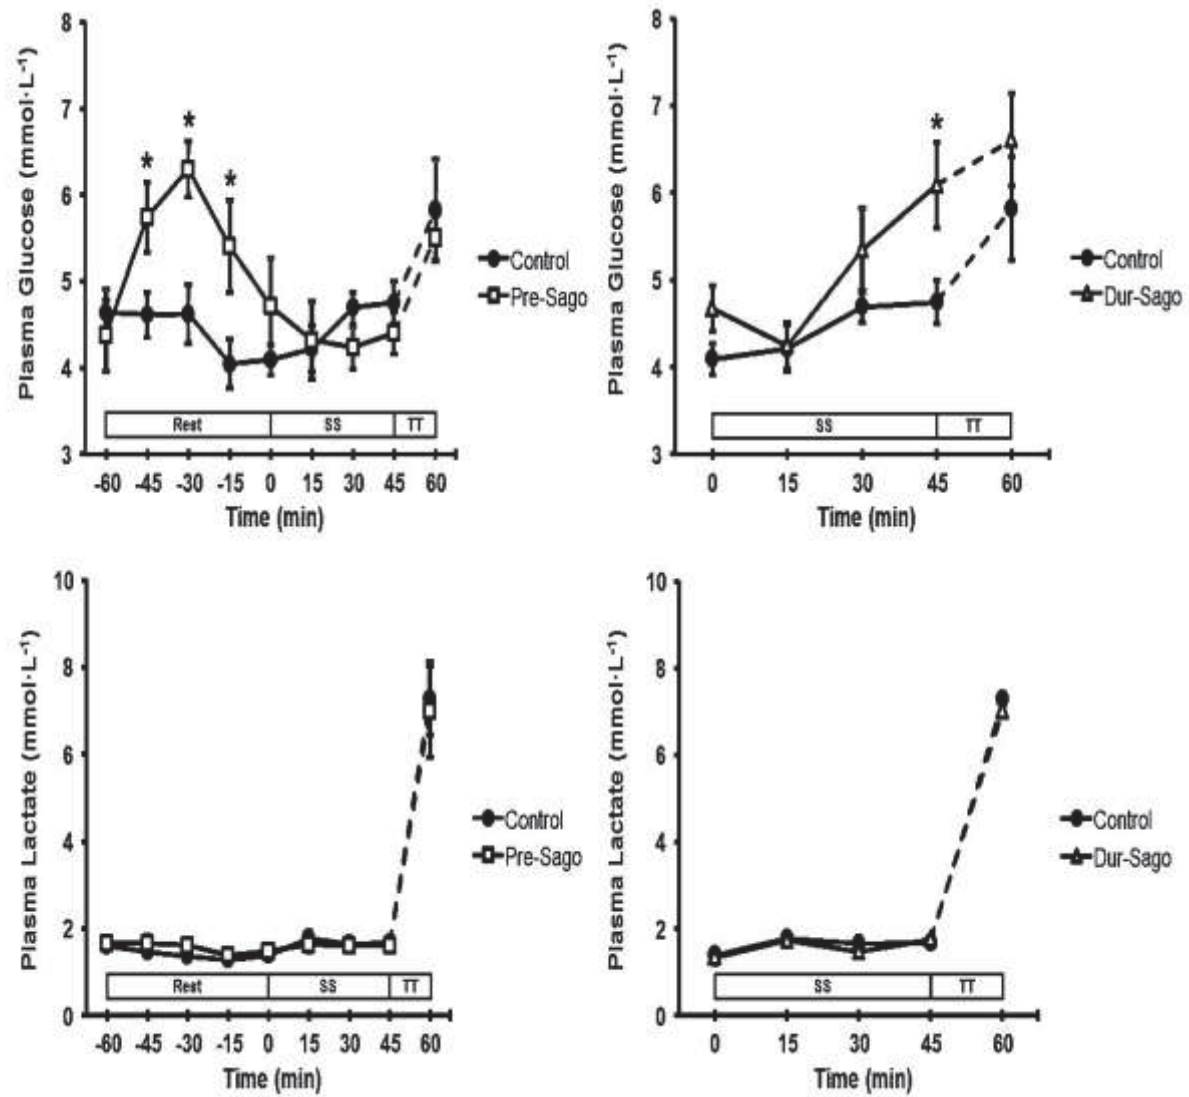 8
7
6
5
4
3
Plasma Glucose (mmol·L⁻¹)
*
*
*
Control
Pre-Sago
Rest
SS
TT
-60 -45 -30 -15 0 15 30 45 60
Time (min)
8
7
6
5
4
3
Plasma Glucose (mmol·L⁻¹)
*
Control
Dur-Sago
SS
TT
0 15 30 45 60
Time (min)
10
8
6
4
2
0
Plasma Lactate (mmol·L⁻¹)
Control
Pre-Sago
Rest
SS
TT
-60 -45 -30 -15 0 15 30 45 60
Time (min)
10
8
6
4
2
0
Plasma Lactate (mmol·L⁻¹)
Control
Dur-Sago
SS
TT
0 15 30 45 60
Time (min)